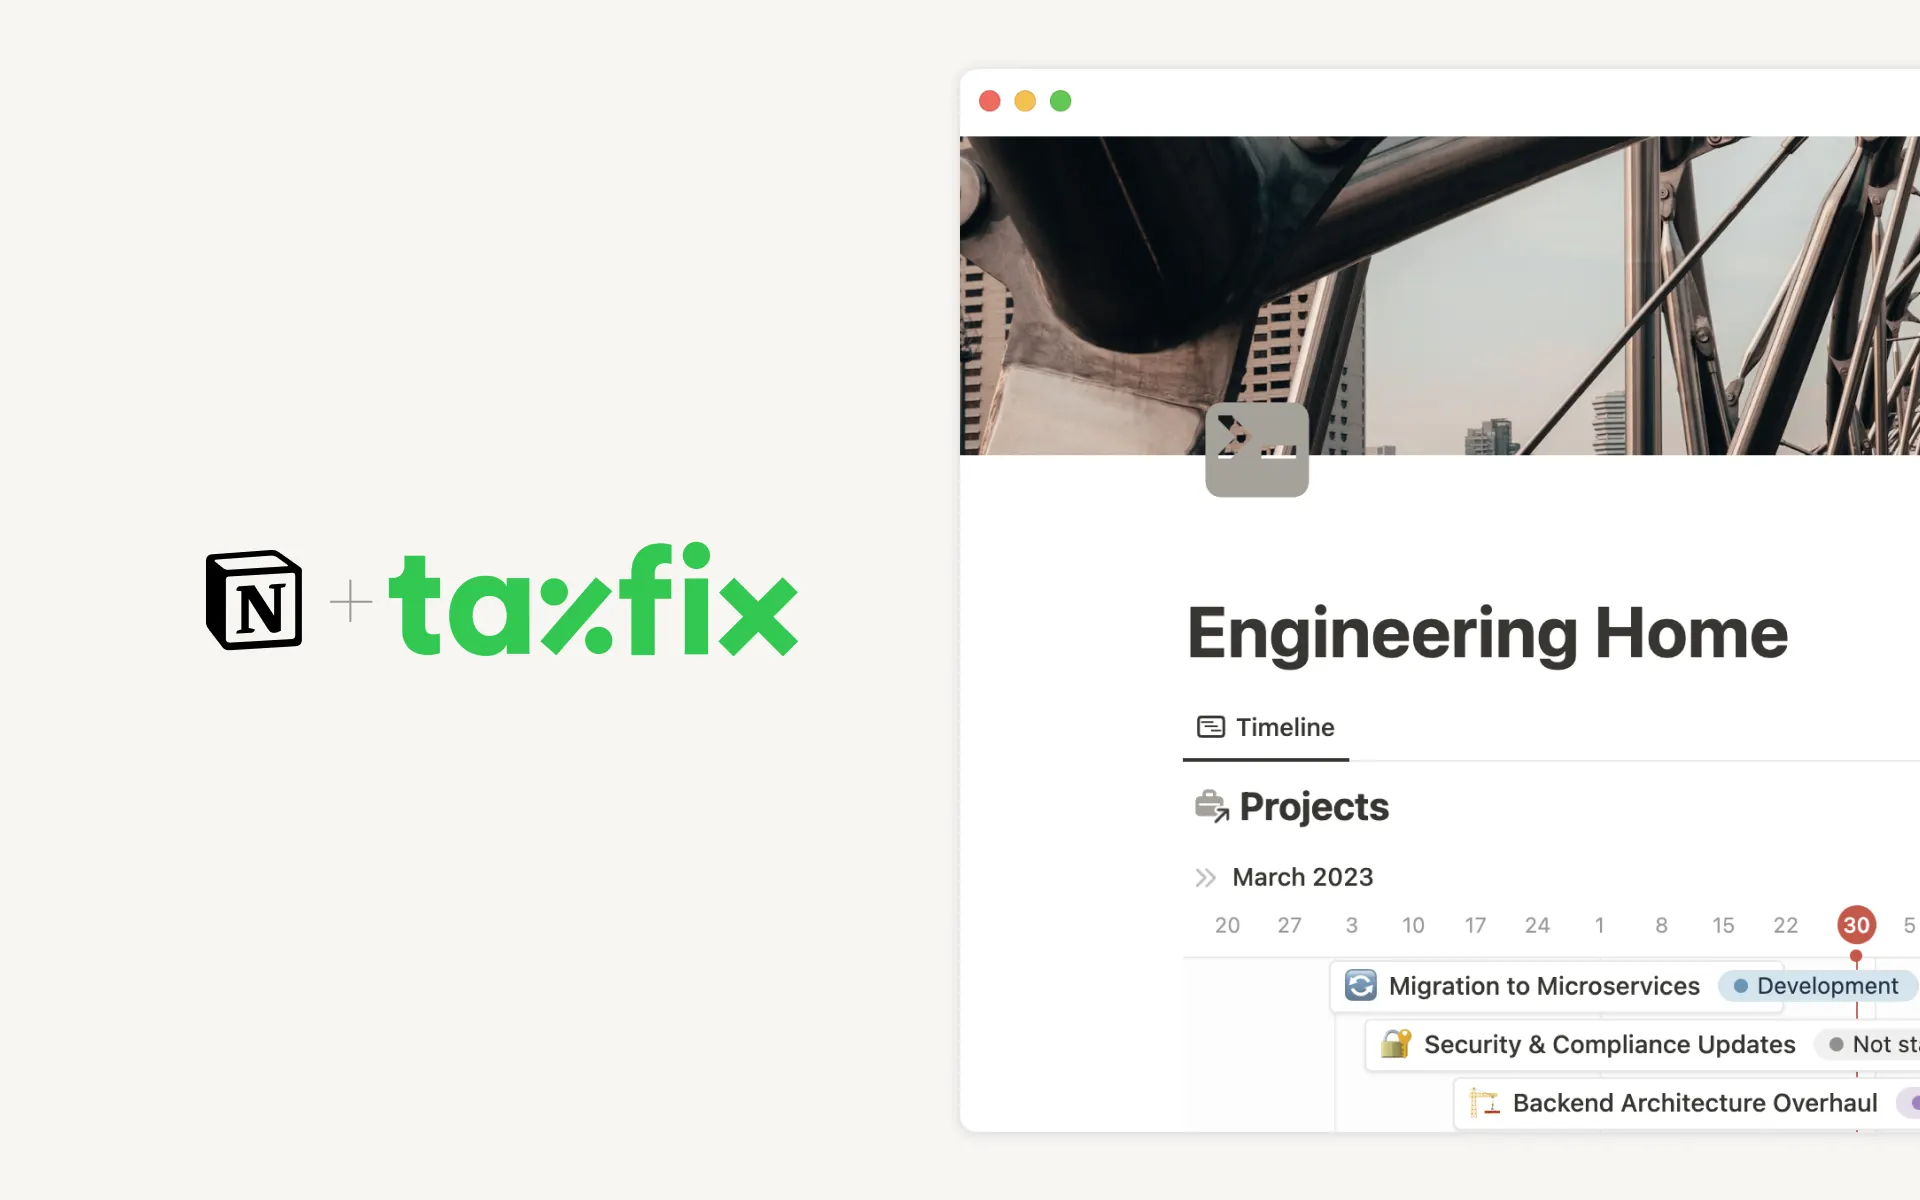 N + taxfix
Engineering Home
Timeline
Projects
March 2023
20 27 3 10 17 24 1 8 15 22 30 5
Migration to Microservices Development
Security & Compliance Updates Not
Backend Architecture Overhaul